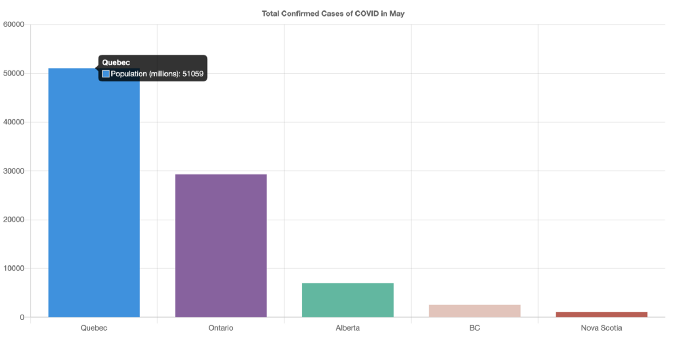 Total Confirmed Cases of COVID in May
60000
50000
40000
30000
20000
10000
0
Quebec
Population (millions): 51059
Quebec
Ontario
Alberta
BC
Nova Scotia